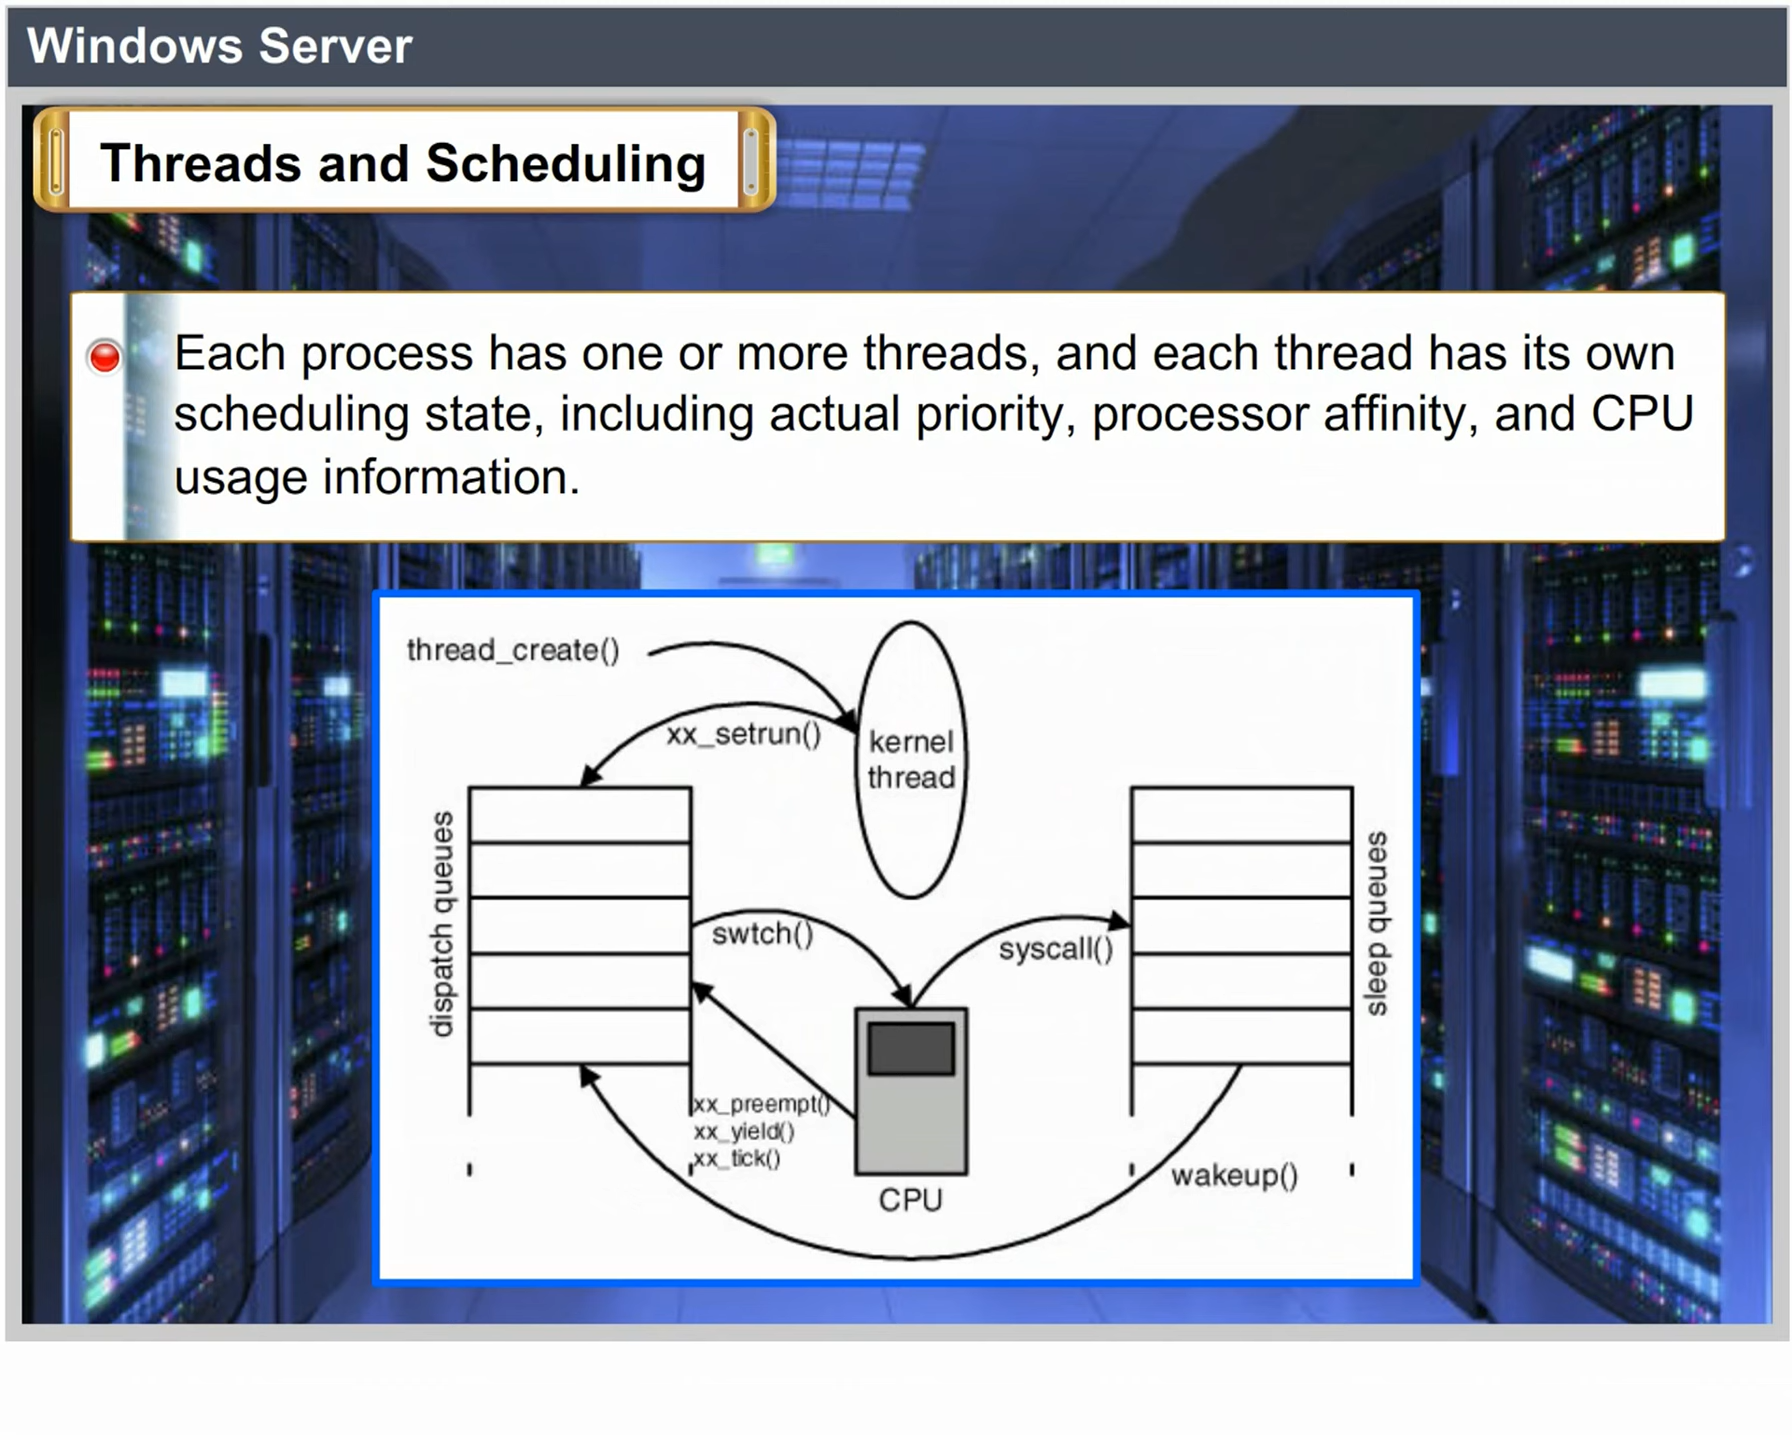 Windows Server
Threads and Scheduling
Each process has one or more threads, and each thread has its own
scheduling state, including actual priority, processor affinity, and CPU
usage information.
thread_create()
xx_setrun()
kernel
thread
dispatch queues
swtch()
syscall()
sleep queues
xx_preempt()
xx_yield()
xx_tick()
wakeup()
CPU